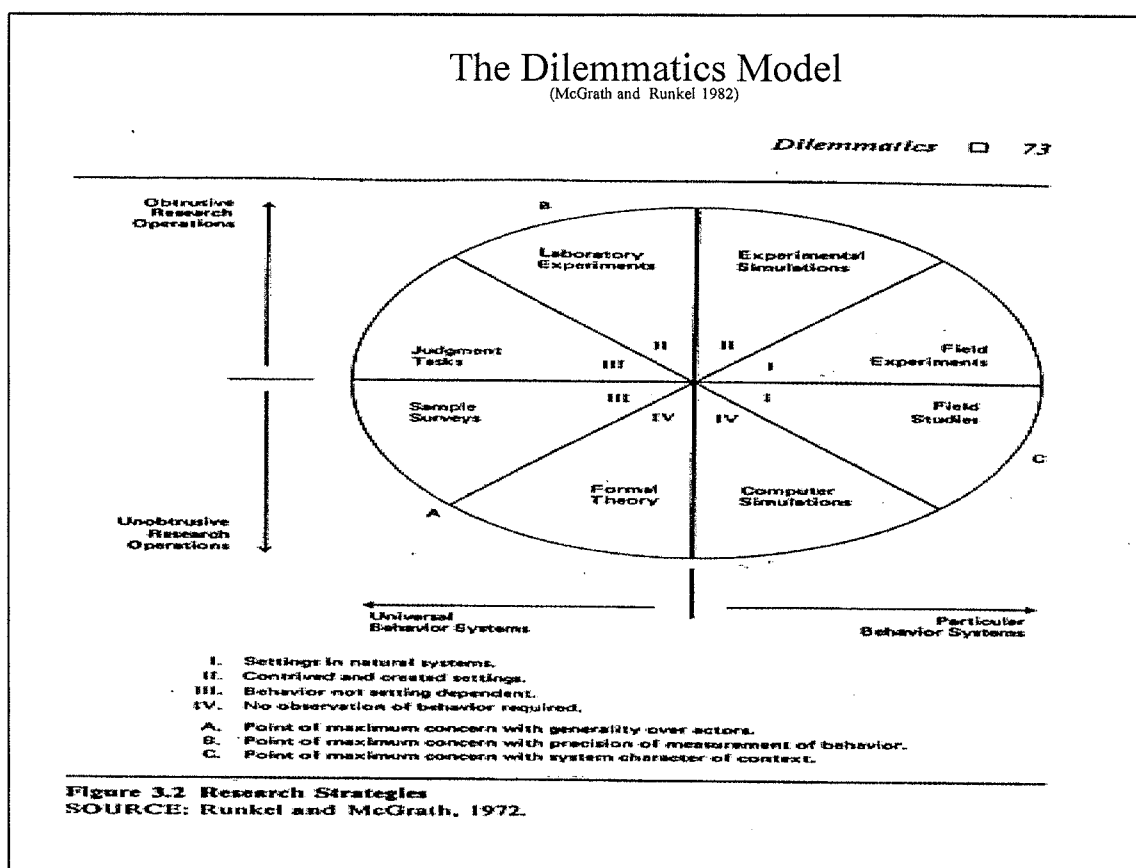 The Dilemmatics Model
(McGrath and Runkel 1982)
Dilemmatics □ 73
Obtrusive
Research
Operations
B
Laboratory
Experiments
Experimental
Simulations
Judgment
Tasks
II
II
Field
Experiments
III
I
Sample
Surveys
III
I
Field
Studies
IV
IV
C
Formal
Theory
Computer
Simulations
A
Unobtrusive
Research
Operations
Universal
Behavior Systems
Particular
Behavior Systems
I. Settings in natural systems.
II. Contrived and created settings.
III. Behavior not setting dependent.
IV. No observation of behavior required.
A. Point of maximum concern with generality over actors.
B. Point of maximum concern with precision of measurement of behavior.
C. Point of maximum concern with system character of context.
Figure 3.2 Research Strategies
SOURCE: Runkel and McGrath, 1972.